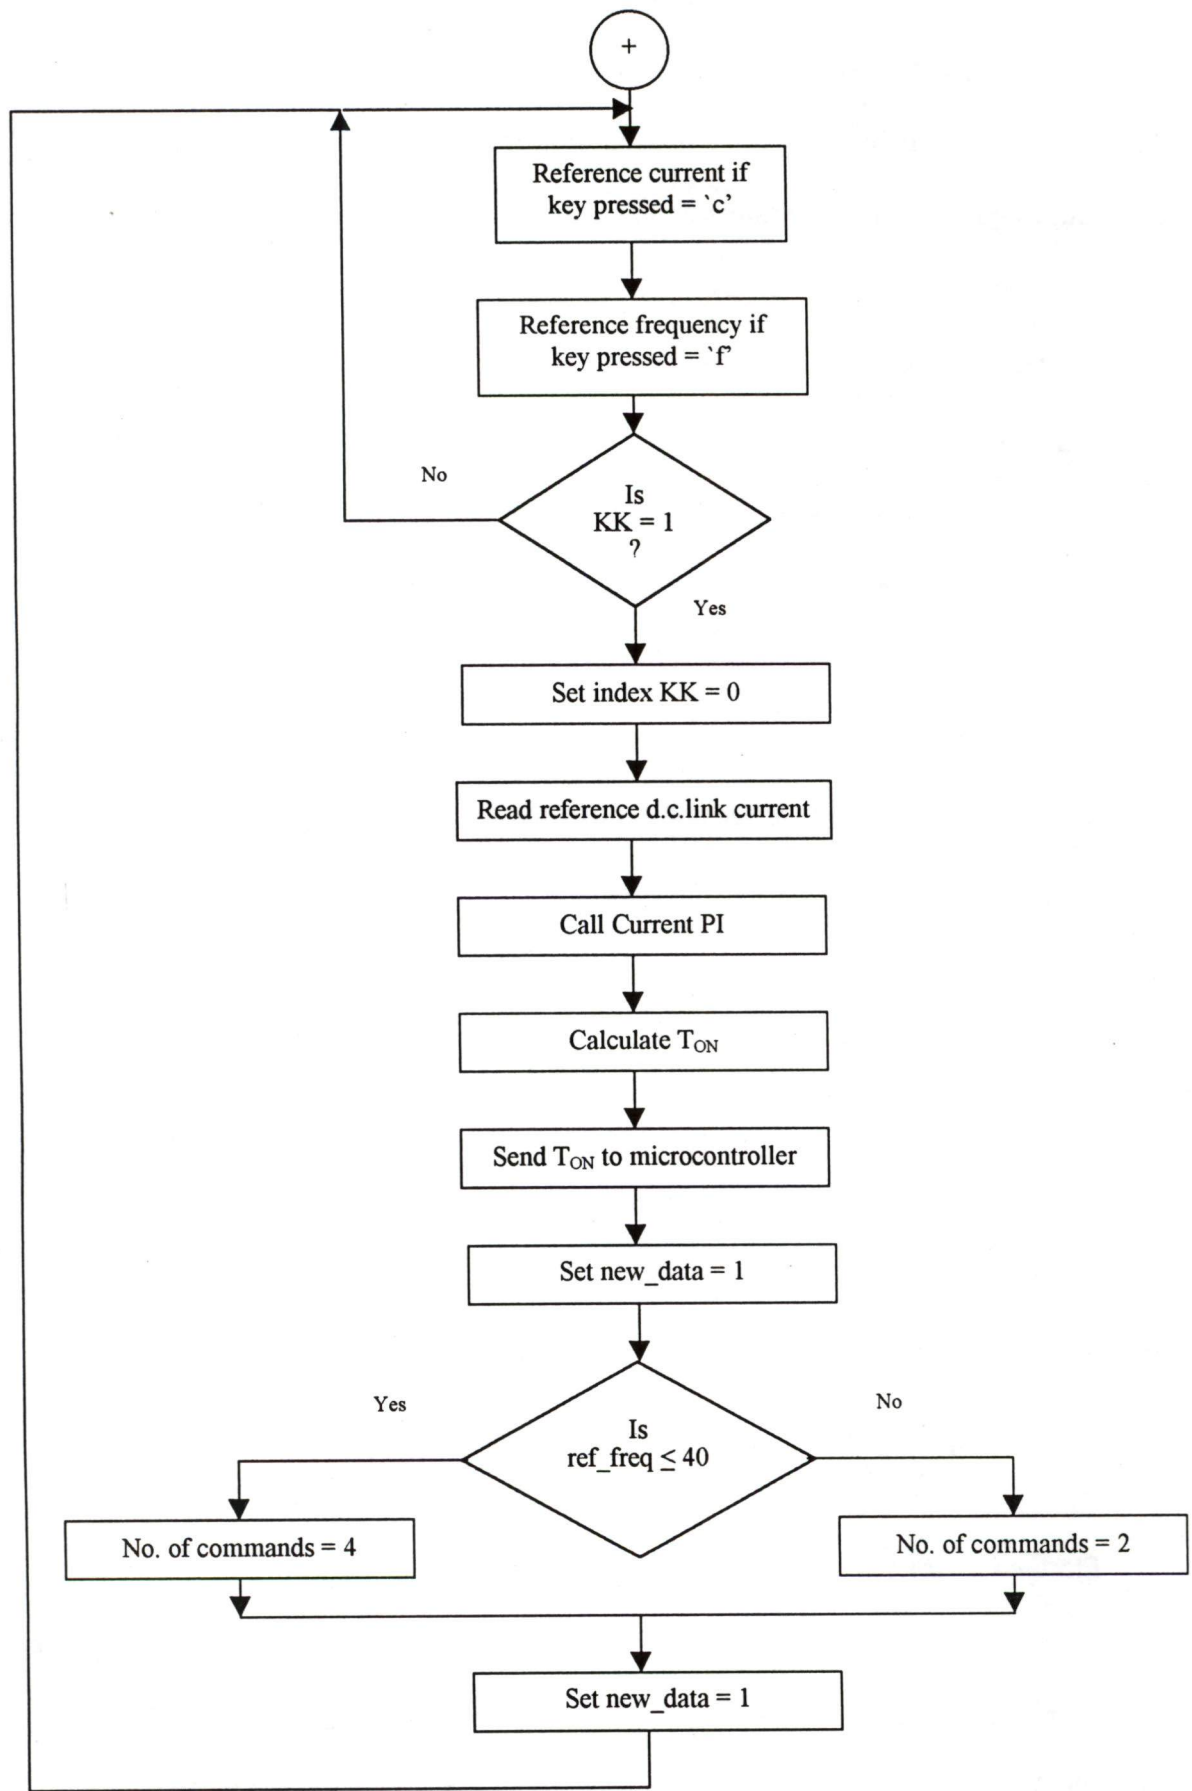 +
Reference current if
key pressed = `c'
Reference frequency if
key pressed = `f'
No
Is
KK = 1
?
Yes
Set index KK = 0
Read reference d.c.link current
Call Current PI
Calculate TON
Send TON to microcontroller
Set new_data = 1
Yes
No
Is
ref_freq ≤ 40
No. of commands = 4
No. of commands = 2
Set new_data = 1